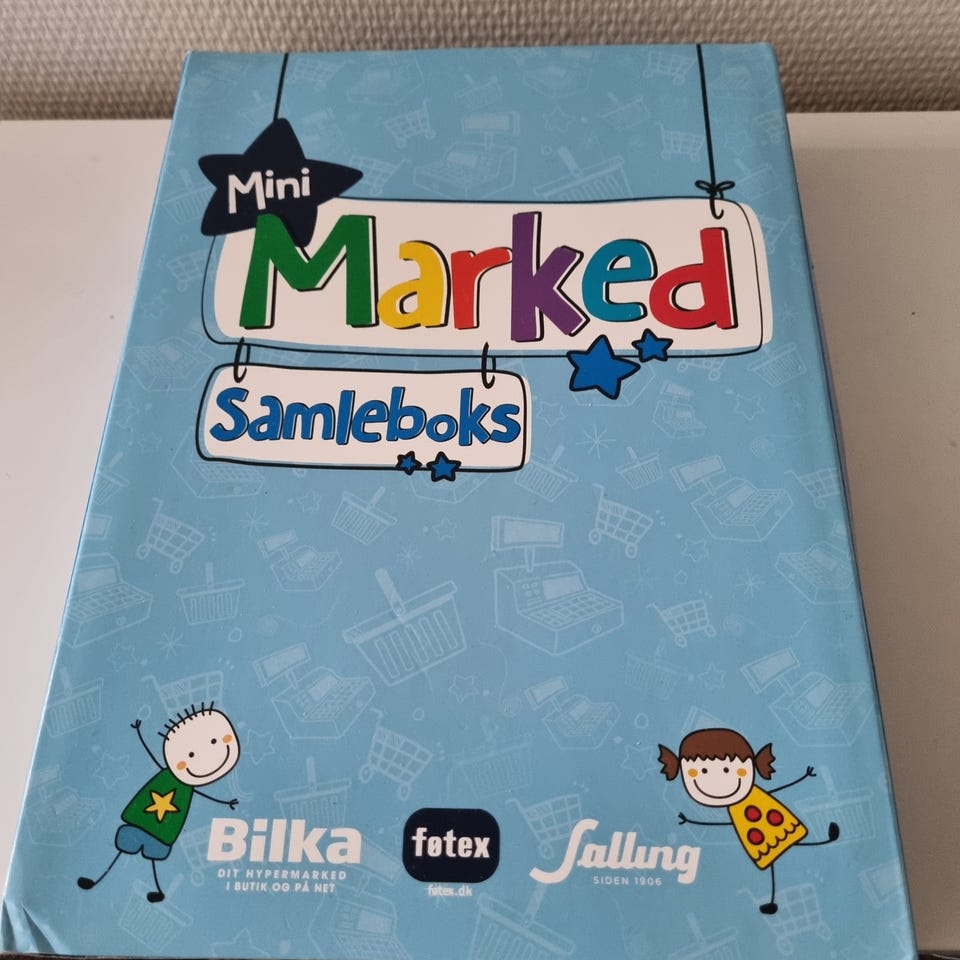 Mini
Marked
Samleboks
Bilka
DIT HYPERMARKED
I BUTIK OG PÅ NET
føtex
føtex.dk
Salling
SIDEN 1906